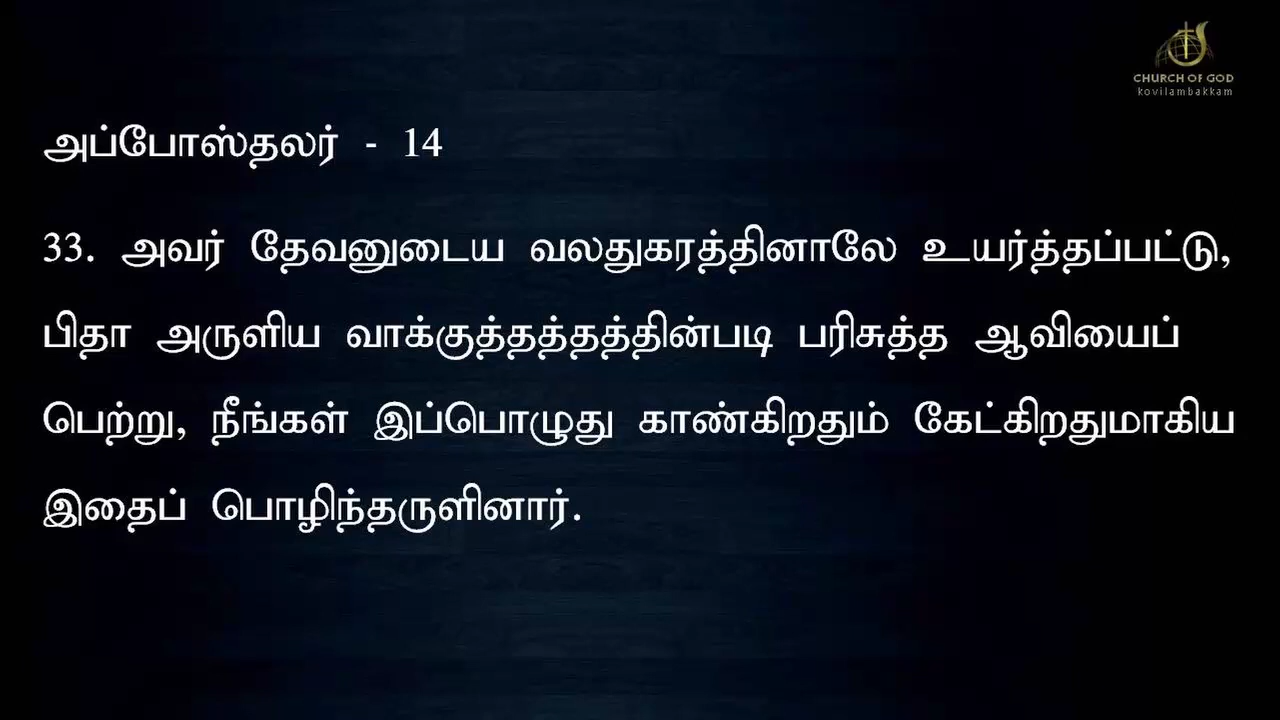 CHURCH OF GOD
kovilambakkam
அப்போஸ்தலர் - 14
33. அவர் தேவனுடைய வலதுகரத்தினாலே உயர்த்தப்பட்டு,
பிதா அருளிய வாக்குத்தத்தத்தின்படி பரிசுத்த ஆவியைப்
பெற்று, நீங்கள் இப்பொழுது காண்கிறதும் கேட்கிறதுமாகிய
இதைப் பொழிந்தருளினார்.